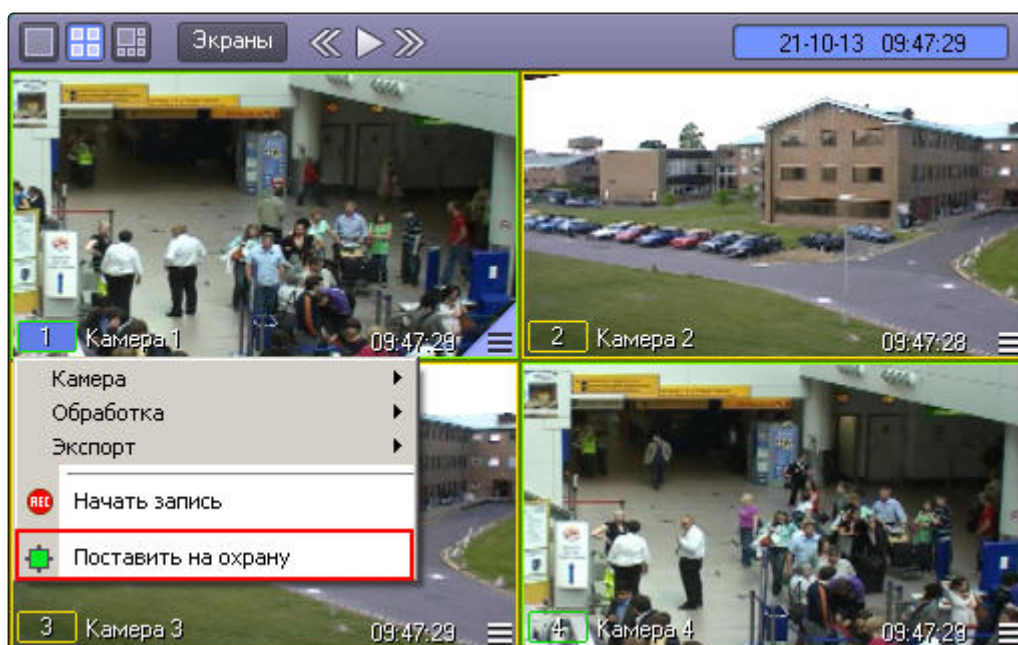 Экраны
21-10-13 09:47:29
1 Камера 1 09:47:29
2 Камера 2 09:47:28
Камера
Обработка
Экспорт
REC Начать запись
Поставить на охрану
3 Камера 3 09:47:29
4 Камера 4 09:47:29